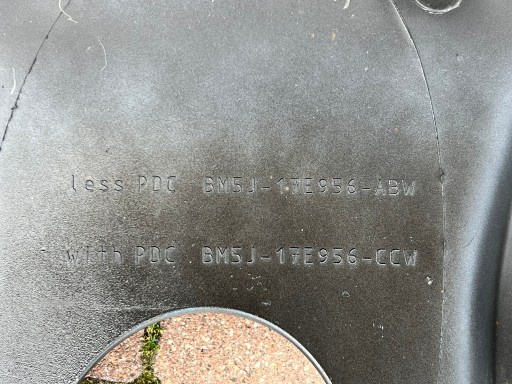 less PDC BM5J-17E956-ABW
with PDC BM5J-17E956-CCW